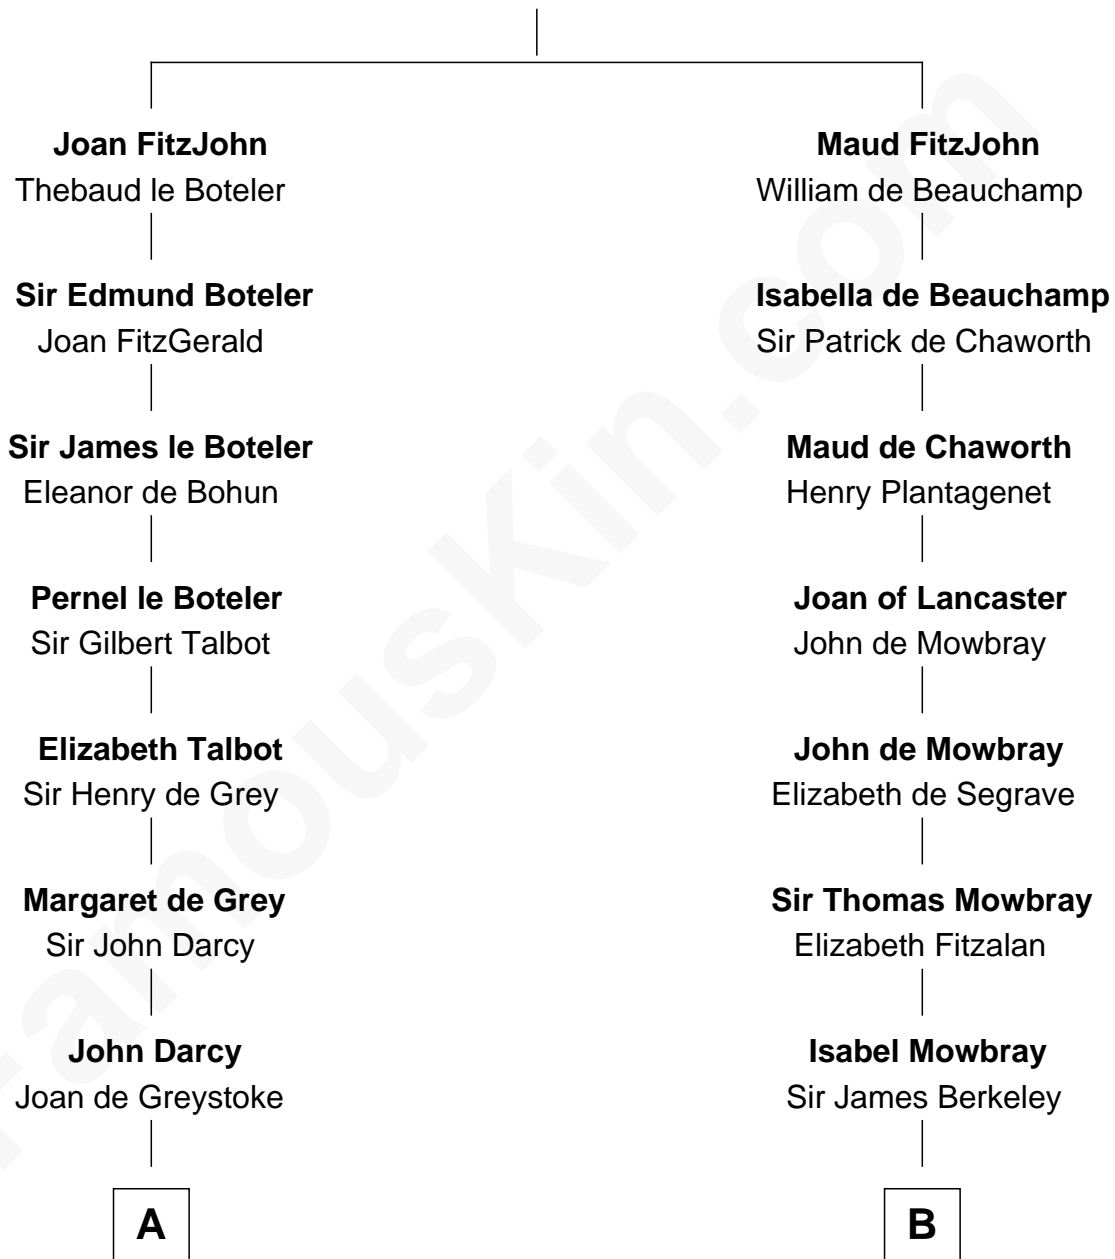 Joan FitzJohn
Thebaud le Boteler
Sir Edmund Boteler
Joan FitzGerald
Sir James le Boteler
Eleanor de Bohun
Pernel le Boteler
Sir Gilbert Talbot
Elizabeth Talbot
Sir Henry de Grey
Margaret de Grey
Sir John Darcy
John Darcy
Joan de Greystoke
A
Maud FitzJohn
William de Beauchamp
Isabella de Beauchamp
Sir Patrick de Chaworth
Maud de Chaworth
Henry Plantagenet
Joan of Lancaster
John de Mowbray
John de Mowbray
Elizabeth de Segrave
Sir Thomas Mowbray
Elizabeth Fitzalan
Isabel Mowbray
Sir James Berkeley
B
FamousKin.com